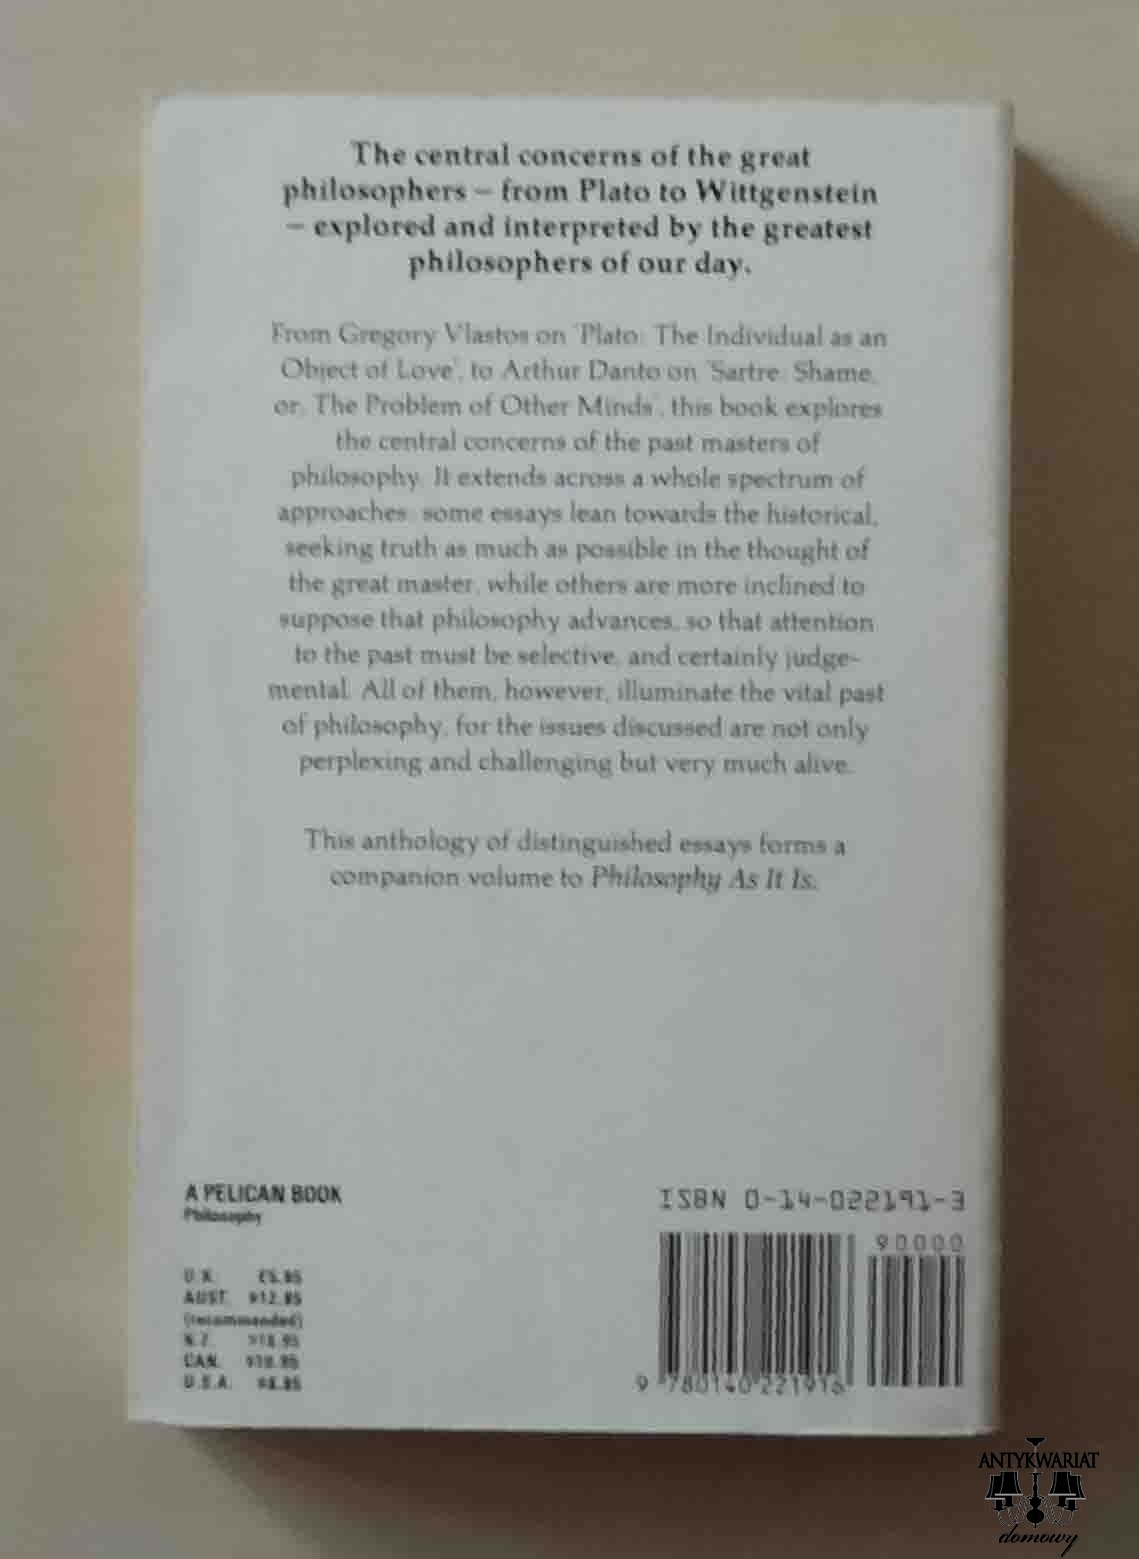 The central concerns of the great
philosophers – from Plato to Wittgenstein
– explored and interpreted by the greatest
philosophers of our day.
From Gregory Vlastos on 'Plato: The Individual as an
Object of Love', to Arthur Danto on 'Sartre: Shame,
or, The Problem of Other Minds', this book explores
the central concerns of the past masters of
philosophy. It extends across a whole spectrum of
approaches: some essays lean towards the historical,
seeking truth as much as possible in the thought of
the great master, while others are more inclined to
suppose that philosophy advances, so that attention
to the past must be selective, and certainly judge-
mental. All of them, however, illuminate the vital past
of philosophy, for the issues discussed are not only
perplexing and challenging but very much alive.
This anthology of distinguished essays forms a
companion volume to Philosophy As It Is.
A PELICAN BOOK
Philosophy
U.K. £5.95
AUST. $12.95
(recommended)
N.Z.
CAN.
U.S.A.
ISBN 0-14-022191-3
90000
9 780140 221916
ANTYKWARIAT
domowy